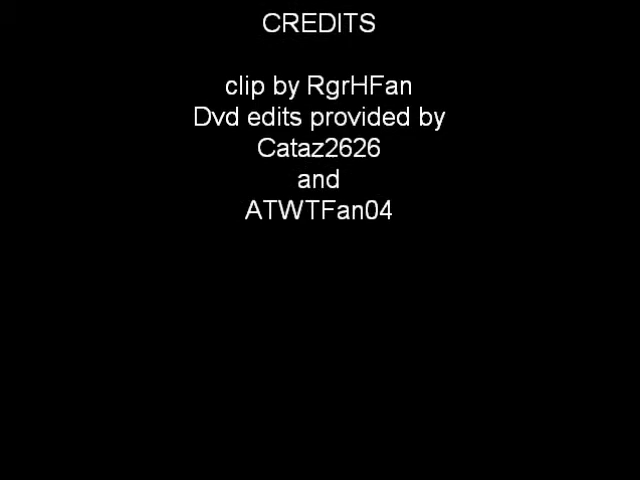 CREDITS
clip by RgrHFan
Dvd edits provided by
Cataz2626
and
ATWTFan04